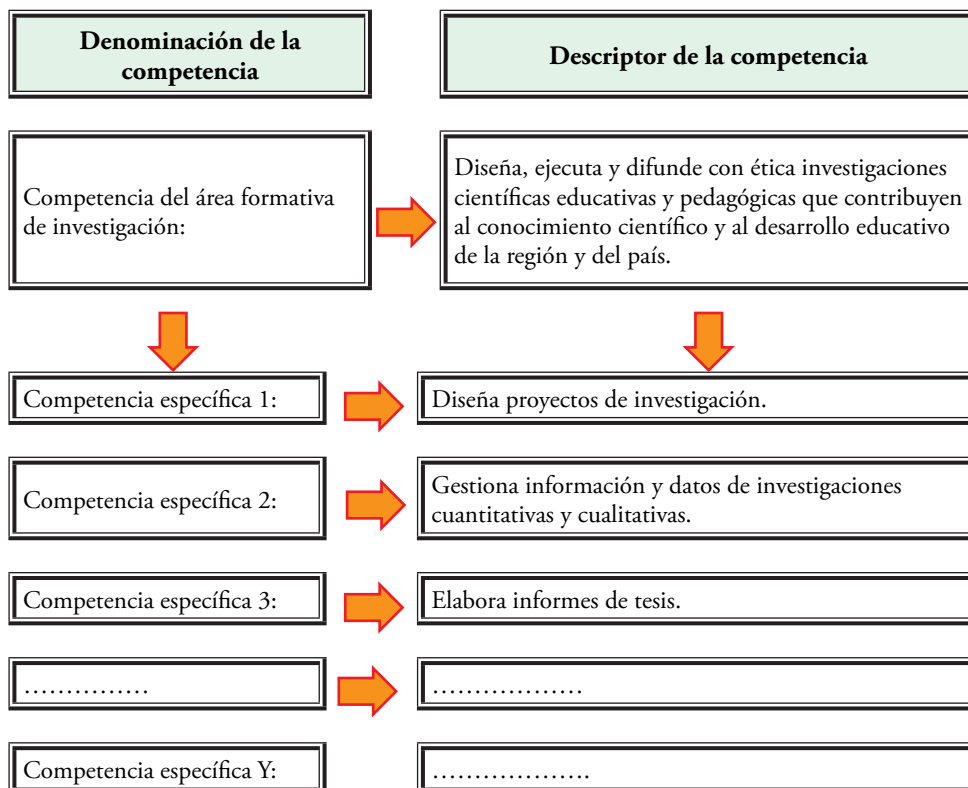 Denominación de la
competencia
Descriptor de la competencia
Competencia del área formativa
de investigación:
Diseña, ejecuta y difunde con ética investigaciones
científicas educativas y pedagógicas que contribuyen
al conocimiento científico y al desarrollo educativo
de la región y del país.
Competencia específica 1:
Diseña proyectos de investigación.
Competencia específica 2:
Gestiona información y datos de investigaciones
cuantitativas y cualitativas.
Competencia específica 3:
Elabora informes de tesis.
……………
………………
Competencia específica Y:
……………….